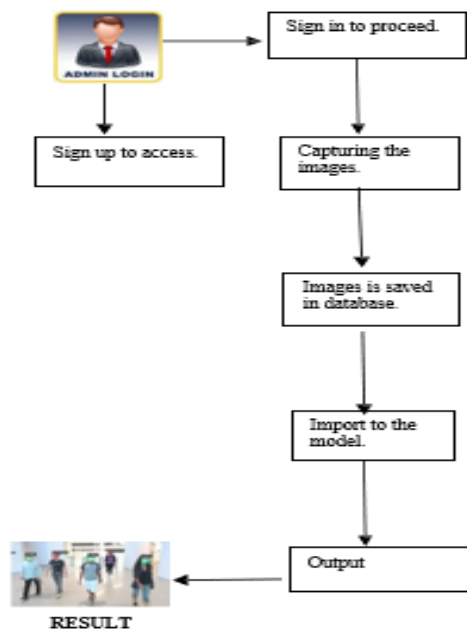 ADMIN LOGIN
Sign in to proceed.
Sign up to access.
Capturing the
images.
Images is saved
in database.
Import to the
model.
Output
RESULT